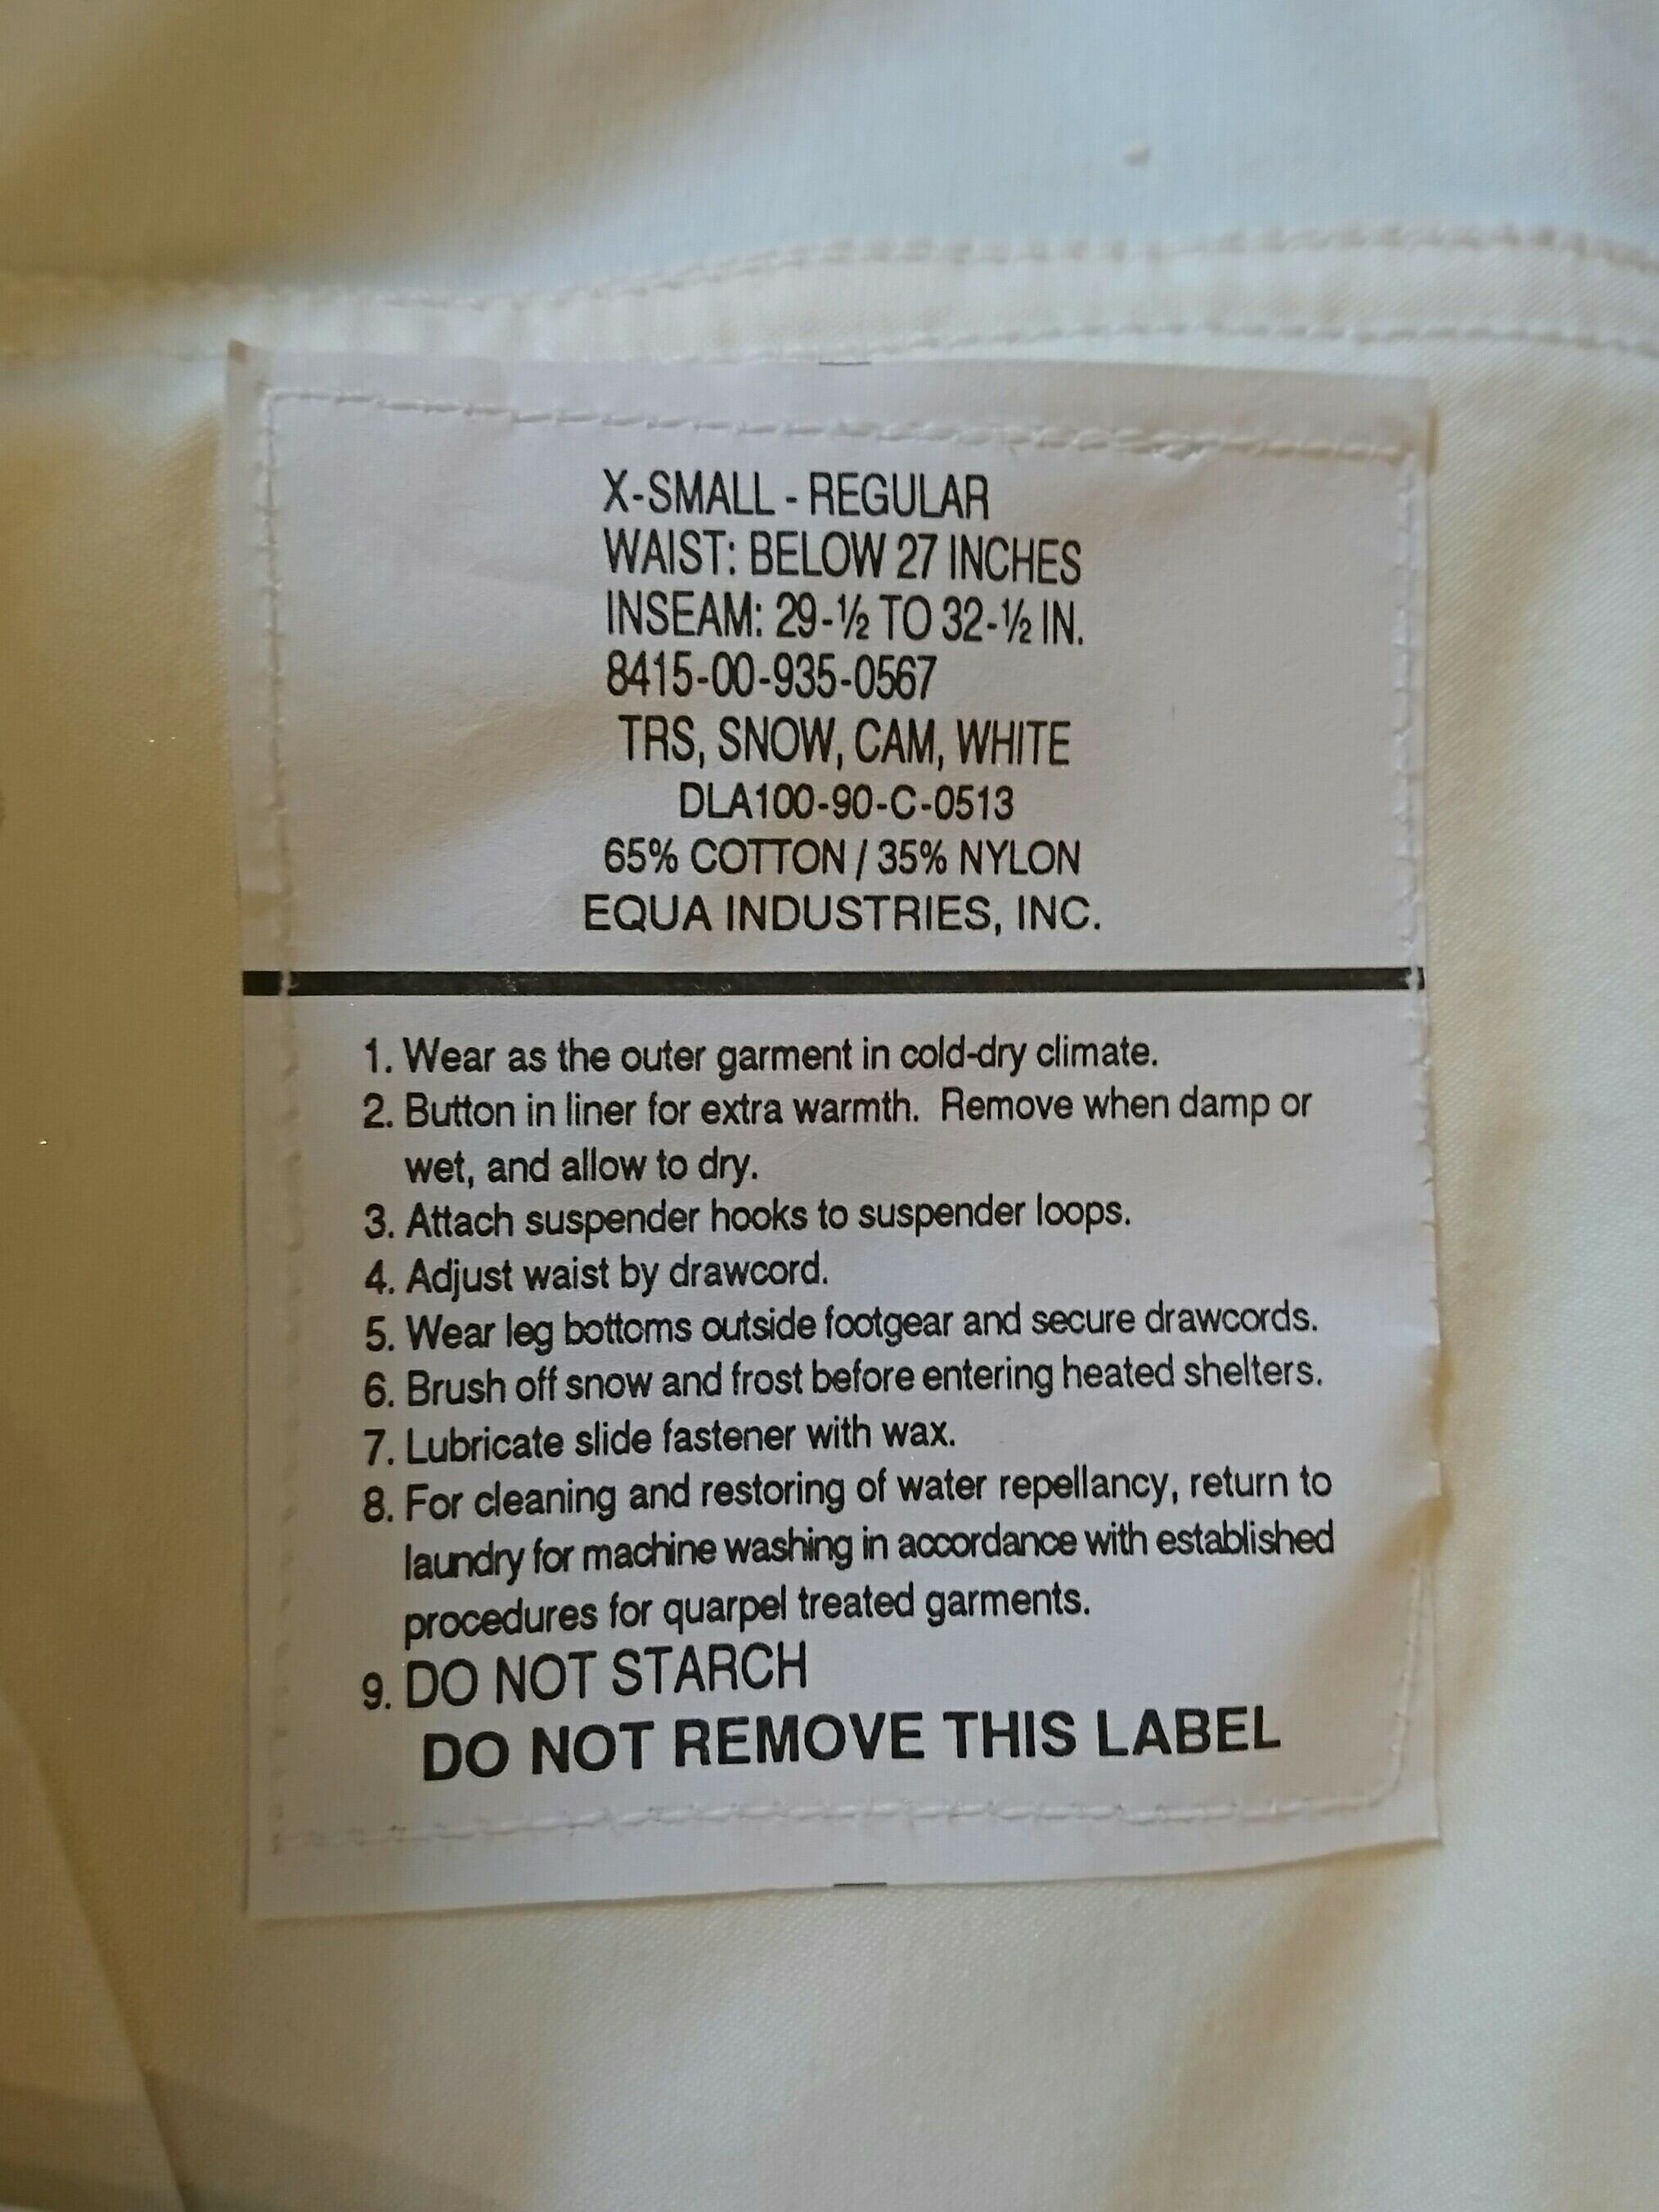 X-SMALL - REGULAR
WAIST: BELOW 27 INCHES
INSEAM: 29-½ TO 32-½ IN.
8415-00-935-0567
TRS, SNOW, CAM, WHITE
DLA100-90-C-0513
65% COTTON / 35% NYLON
EQUA INDUSTRIES, INC.
1. Wear as the outer garment in cold-dry climate.
2. Button in liner for extra warmth. Remove when damp or
wet, and allow to dry.
3. Attach suspender hooks to suspender loops.
4. Adjust waist by drawcord.
5. Wear leg bottoms outside footgear and secure drawcords.
6. Brush off snow and frost before entering heated shelters.
7. Lubricate slide fastener with wax.
8. For cleaning and restoring of water repellancy, return to
laundry for machine washing in accordance with established
procedures for quarpel treated garments.
9. DO NOT STARCH
DO NOT REMOVE THIS LABEL